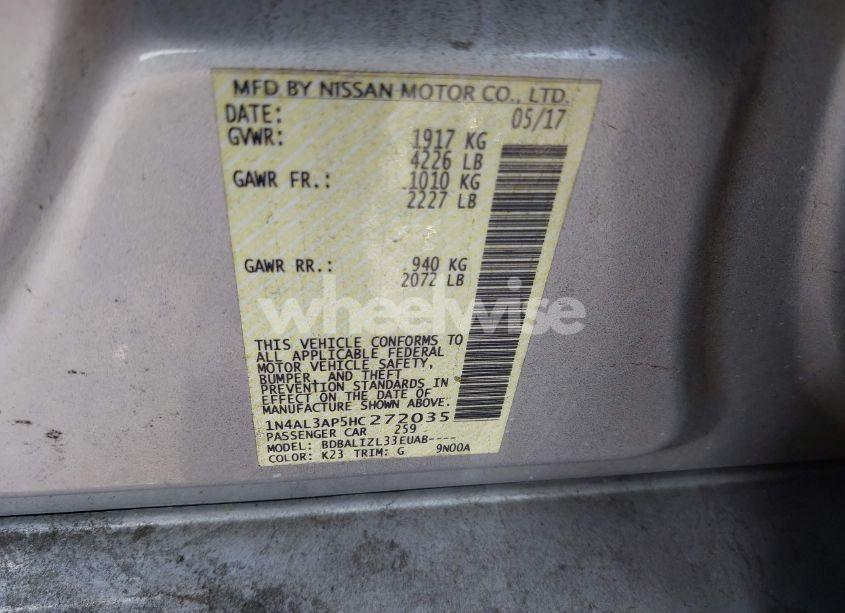 MFD BY NISSAN MOTOR CO., LTD.
DATE: 05/17
GVWR: 1917 KG
4226 LB
GAWR FR.: 1010 KG
2227 LB
GAWR RR.: 940 KG
2072 LB
wheelwise
THIS VEHICLE CONFORMS TO
ALL APPLICABLE FEDERAL
MOTOR VEHICLE SAFETY,
BUMPER, AND THEFT
PREVENTION STANDARDS IN
EFFECT ON THE DATE OF
MANUFACTURE SHOWN ABOVE.
1N4AL3AP5HC272035
PASSENGER CAR 259
MODEL: BDBALIZL33EUAB----
COLOR: K23 TRIM: G 9N00A